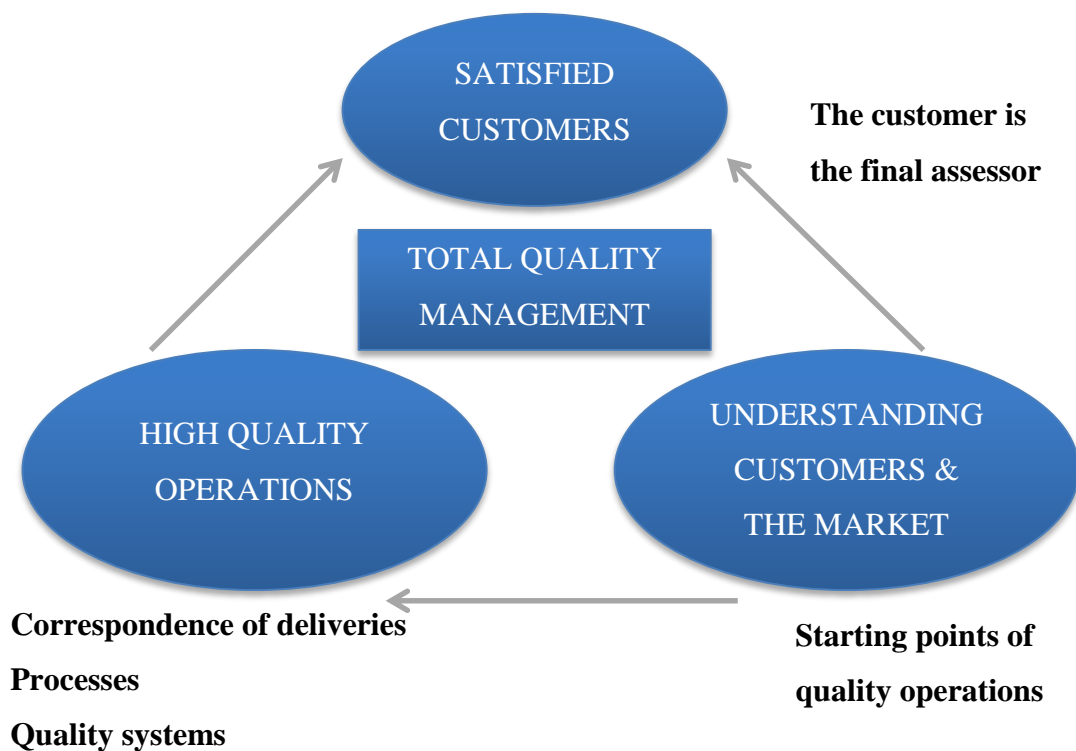 SATISFIED
CUSTOMERS
The customer is
the final assessor
TOTAL QUALITY
MANAGEMENT
HIGH QUALITY
OPERATIONS
UNDERSTANDING
CUSTOMERS &
THE MARKET
Correspondence of deliveries
Processes
Quality systems
Starting points of
quality operations